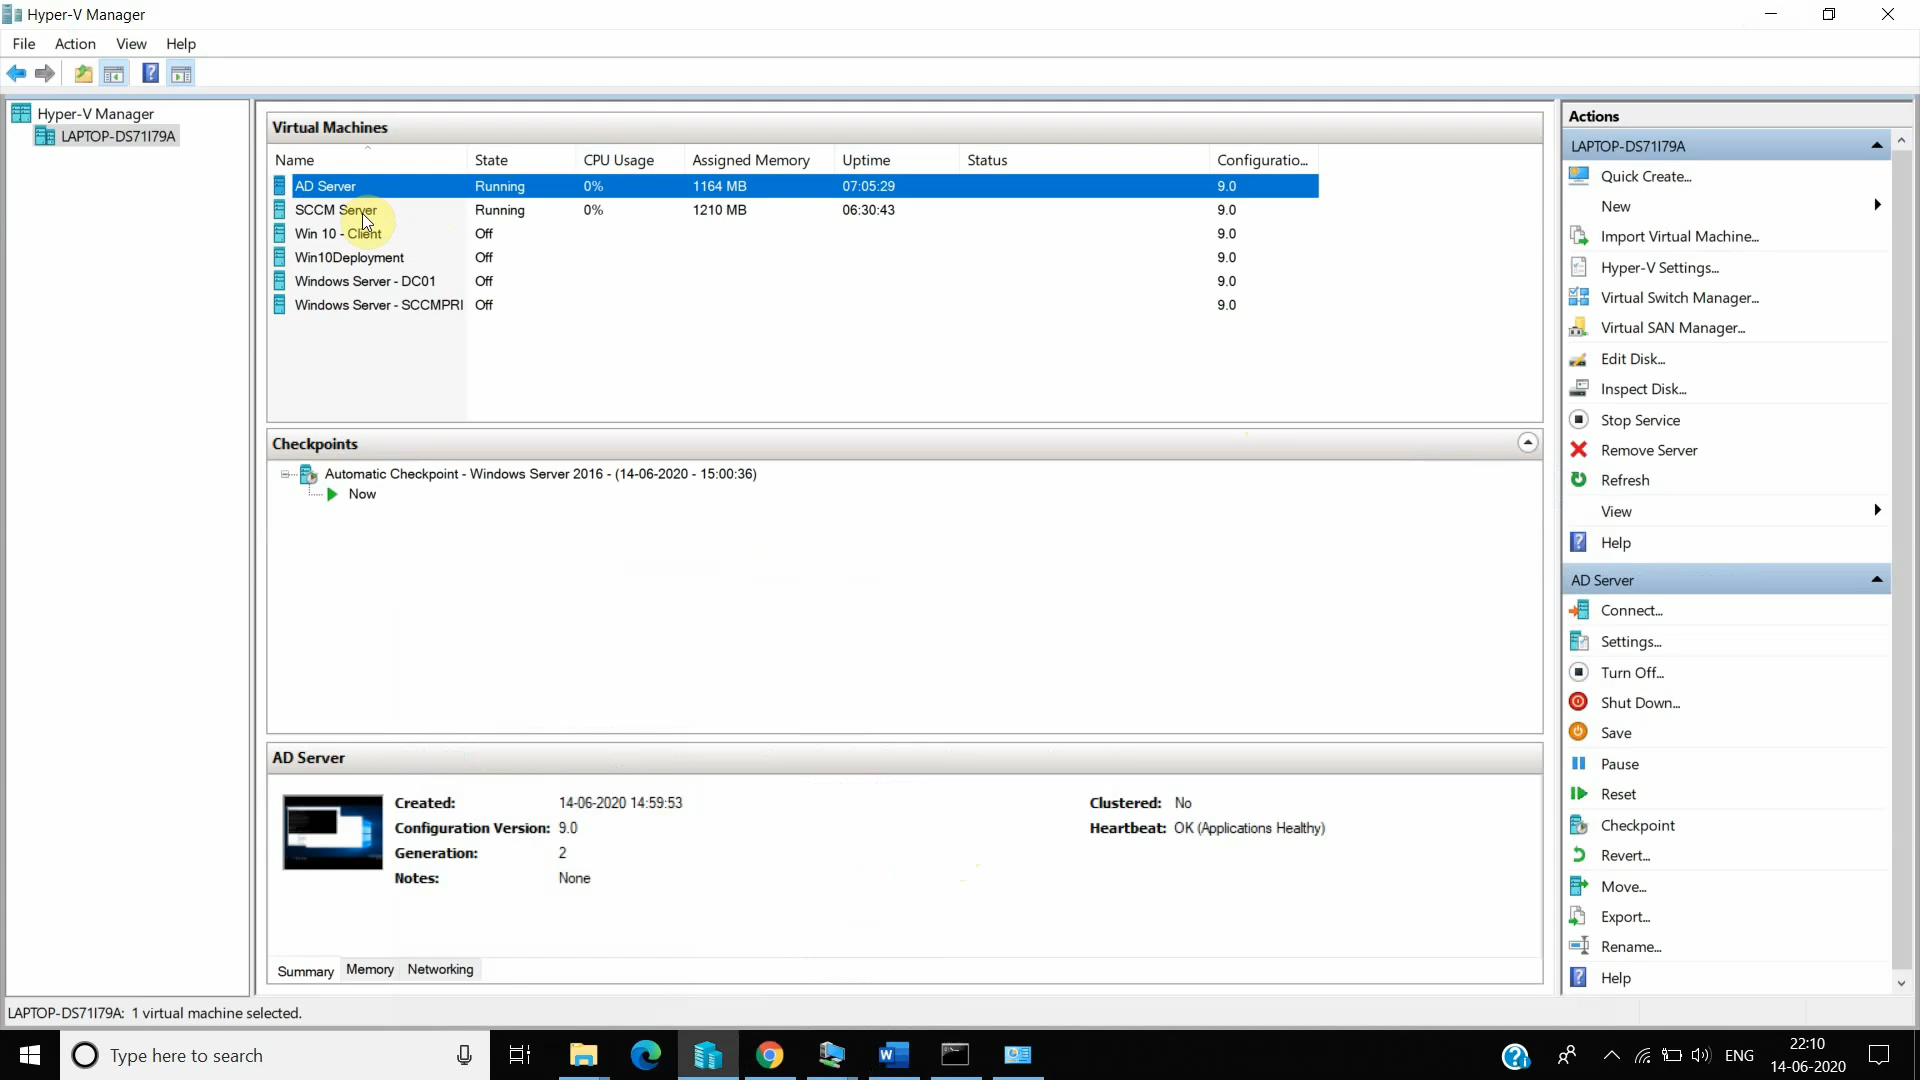 Hyper-V Manager
File Action View Help
Hyper-V Manager
LAPTOP-DS71I79A
Virtual Machines
Name State CPU Usage Assigned Memory Uptime Status Configuratio...
AD Server Running 0% 1164 MB 07:05:29 9.0
SCCM Server Running 0% 1210 MB 06:30:43 9.0
Win 10 - Client Off 9.0
Win10Deployment Off 9.0
Windows Server - DC01 Off 9.0
Windows Server - SCCMPRI Off 9.0
Checkpoints
Automatic Checkpoint - Windows Server 2016 - (14-06-2020 - 15:00:36)
Now
AD Server
Created: 14-06-2020 14:59:53 Clustered: No
Configuration Version: 9.0 Heartbeat: OK (Applications Healthy)
Generation: 2
Notes: None
Summary Memory Networking
Actions
LAPTOP-DS71I79A
Quick Create...
New
Import Virtual Machine...
Hyper-V Settings...
Virtual Switch Manager...
Virtual SAN Manager...
Edit Disk...
Inspect Disk...
Stop Service
Remove Server
Refresh
View
Help
AD Server
Connect...
Settings...
Turn Off...
Shut Down...
Save
Pause
Reset
Checkpoint
Revert...
Move...
Export...
Rename...
Help
LAPTOP-DS71I79A: 1 virtual machine selected.
Type here to search
ENG
22:10
14-06-2020